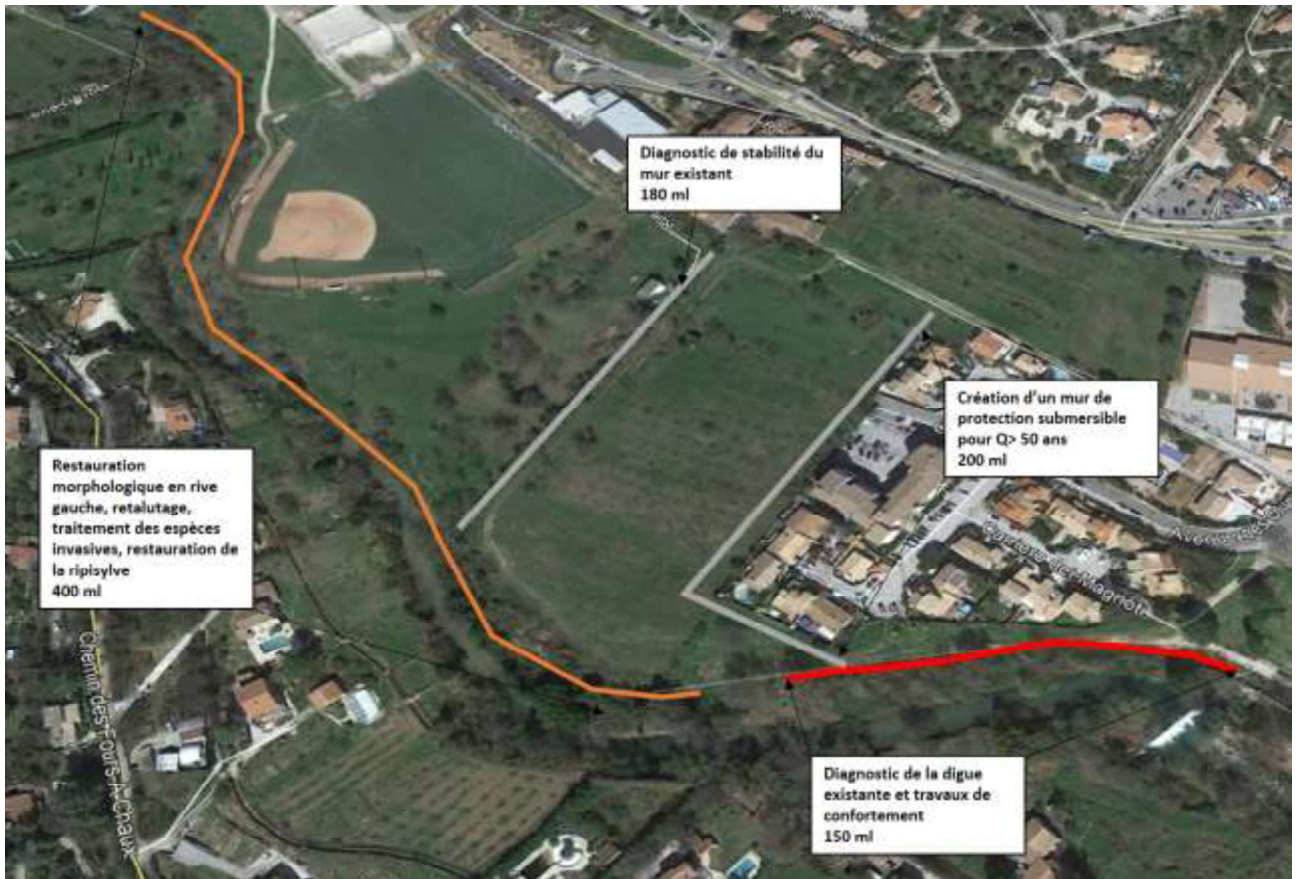 Diagnostic de stabilité du
mur existant
180 ml
Création d'un mur de
protection submersible
pour Q> 50 ans
200 ml
Restauration
morphologique en rive
gauche, retalutage,
traitement des espèces
invasives, restauration de
la ripisylve
400 ml
Chemin des Fours-à-Chaux
Diagnostic de la digue
existante et travaux de
confortement
150 ml